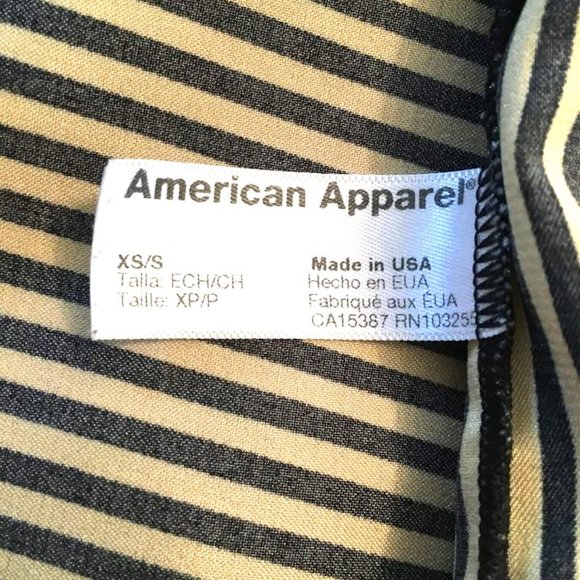 American Apparel®
XS/S
Talla: ECH/CH
Taille: XP/P
Made in USA
Hecho en EUA
Fabriqué aux ÉUA
CA15387 RN103255